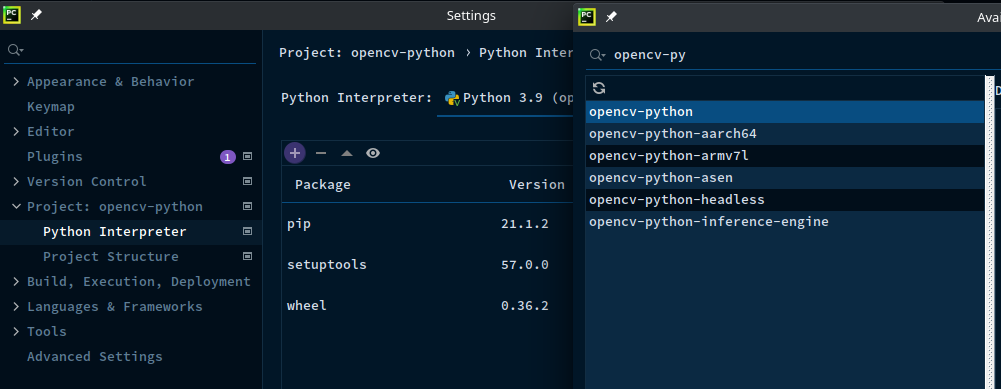 PC
Settings
Appearance & Behavior
Keymap
Editor
Plugins
1
Version Control
Project: opencv-python
Python Interpreter
Project Structure
Build, Execution, Deployment
Languages & Frameworks
Tools
Advanced Settings
Project: opencv-python › Python Inter
Python Interpreter: Python 3.9 (op
Package Version
pip 21.1.2
setuptools 57.0.0
wheel 0.36.2
PC
Avai
opencv-py
D
opencv-python
opencv-python-aarch64
opencv-python-armv7l
opencv-python-asen
opencv-python-headless
opencv-python-inference-engine